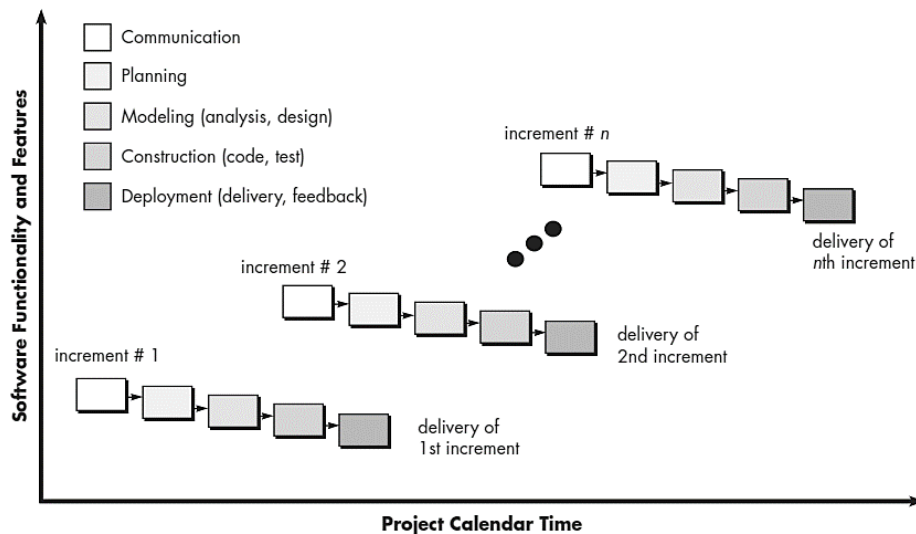 Software Functionality and Features
Communication
Planning
Modeling (analysis, design)
Construction (code, test)
Deployment (delivery, feedback)
increment # n
delivery of
nth increment
increment # 2
delivery of
2nd increment
increment # 1
delivery of
1st increment
Project Calendar Time